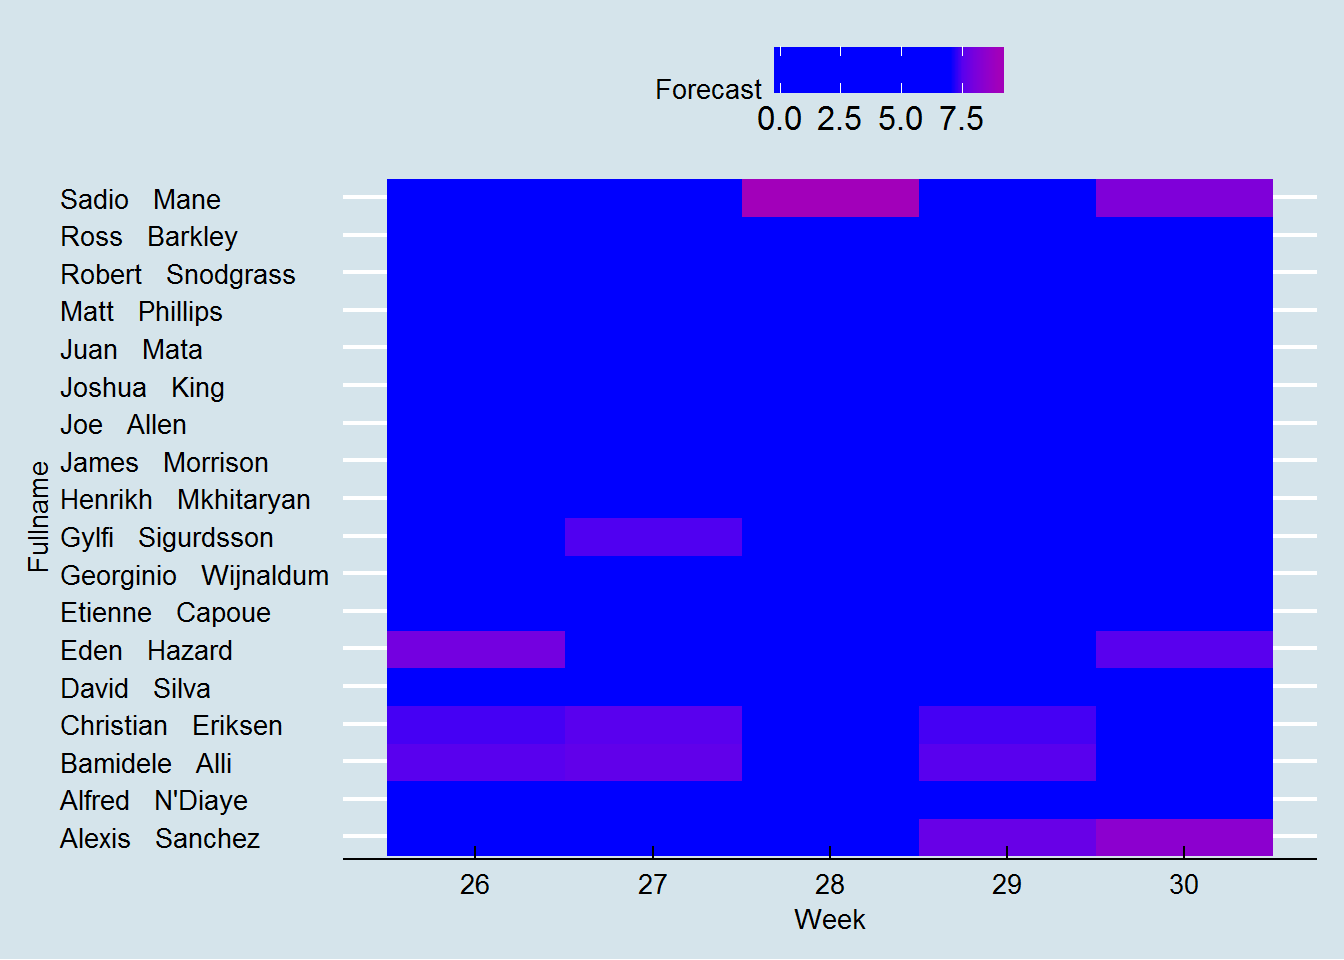 Forecast
0.0 2.5 5.0 7.5
Sadio Mane
Ross Barkley
Robert Snodgrass
Matt Phillips
Juan Mata
Joshua King
Joe Allen
James Morrison
Henrikh Mkhitaryan
Gylfi Sigurdsson
Georginio Wijnaldum
Etienne Capoue
Eden Hazard
David Silva
Christian Eriksen
Bamidele Alli
Alfred N'Diaye
Alexis Sanchez
Fullname
26 27 28 29 30
Week